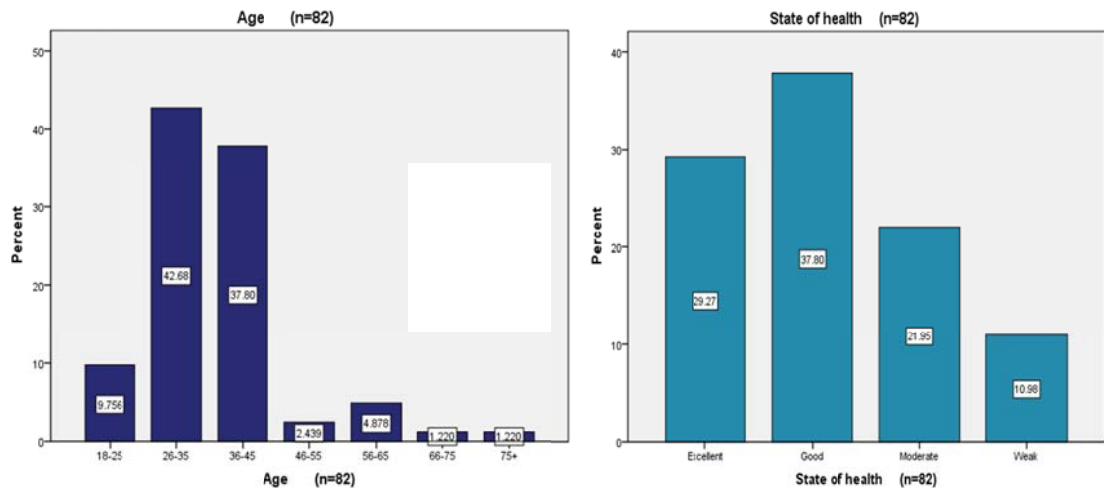 Age (n=82)
50
40
30
20
10
0
Percent
42.68
37.80
9.756
2.439
4.878
1.220
1.220
18-25
26-35
36-45
46-55
56-65
66-75
75+
Age (n=82)
State of health (n=82)
40
30
20
10
0
Percent
29.27
37.80
21.95
10.98
Excellent
Good
Moderate
Weak
State of health (n=82)